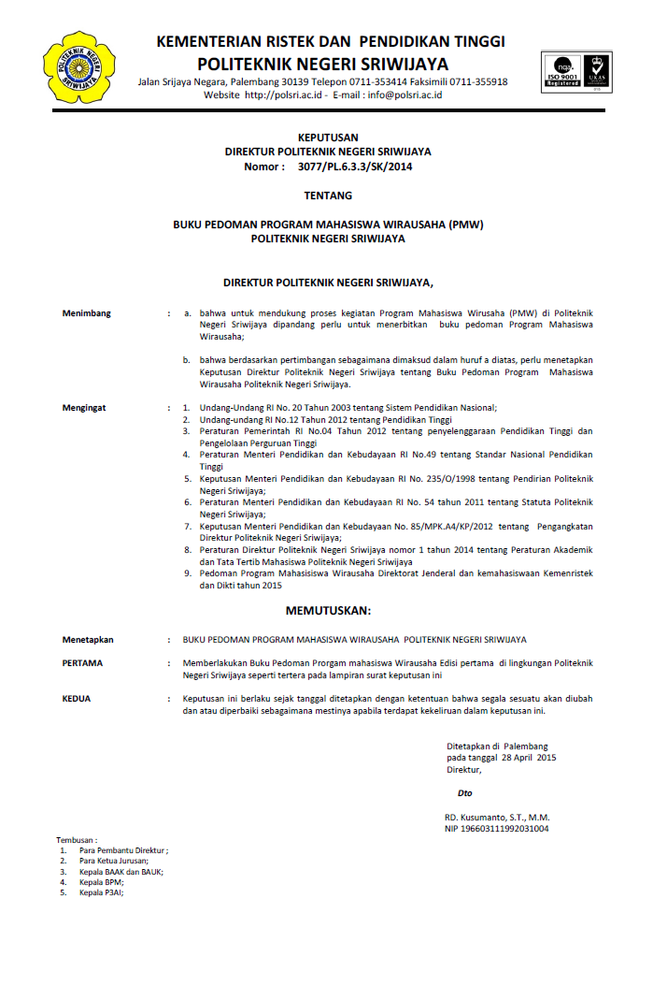 KEMENTERIAN RISTEK DAN PENDIDIKAN TINGGI
POLITEKNIK NEGERI SRIWIJAYA
Jalan Srijaya Negara, Palembang 30139 Telepon 0711-353414 Faksimili 0711-355918
Website http://polsri.ac.id - E-mail : info@polsri.ac.id
POLITEKNIK NEGERI
SRIWIJAYA
nqa.
ISO 9001
Registered
UKAS
KEPUTUSAN
DIREKTUR POLITEKNIK NEGERI SRIWIJAYA
Nomor : 3077/PL.6.3.3/SK/2014
TENTANG
BUKU PEDOMAN PROGRAM MAHASISWA WIRAUSAHA (PMW)
POLITEKNIK NEGERI SRIWIJAYA
DIREKTUR POLITEKNIK NEGERI SRIWIJAYA,
Menimbang : a. bahwa untuk mendukung proses kegiatan Program Mahasiswa Wirusaha (PMW) di Politeknik
Negeri Sriwijaya dipandang perlu untuk menerbitkan buku pedoman Program Mahasiswa
Wirausaha;
b. bahwa berdasarkan pertimbangan sebagaimana dimaksud dalam huruf a diatas, perlu menetapkan
Keputusan Direktur Politeknik Negeri Sriwijaya tentang Buku Pedoman Program Mahasiswa
Wirausaha Politeknik Negeri Sriwijaya.
Mengingat : 1. Undang-Undang RI No. 20 Tahun 2003 tentang Sistem Pendidikan Nasional;
2. Undang-undang RI No.12 Tahun 2012 tentang Pendidikan Tinggi
3. Peraturan Pemerintah RI No.04 Tahun 2012 tentang penyelenggaraan Pendidikan Tinggi dan
Pengelolaan Perguruan Tinggi
4. Peraturan Menteri Pendidikan dan Kebudayaan RI No.49 tentang Standar Nasional Pendidikan
Tinggi
5. Keputusan Menteri Pendidikan dan Kebudayaan RI No. 235/O/1998 tentang Pendirian Politeknik
Negeri Sriwijaya;
6. Peraturan Menteri Pendidikan dan Kebudayaan RI No. 54 tahun 2011 tentang Statuta Politeknik
Negeri Sriwijaya;
7. Keputusan Menteri Pendidikan dan Kebudayaan No. 85/MPK.A4/KP/2012 tentang Pengangkatan
Direktur Politeknik Negeri Sriwijaya;
8. Peraturan Direktur Politeknik Negeri Sriwijaya nomor 1 tahun 2014 tentang Peraturan Akademik
dan Tata Tertib Mahasiswa Politeknik Negeri Sriwijaya
9. Pedoman Program Mahasisiswa Wirausaha Direktorat Jenderal dan kemahasiswaan Kemenristek
dan Dikti tahun 2015
MEMUTUSKAN:
Menetapkan : BUKU PEDOMAN PROGRAM MAHASISWA WIRAUSAHA POLITEKNIK NEGERI SRIWIJAYA
PERTAMA : Memberlakukan Buku Pedoman Prorgam mahasiswa Wirausaha Edisi pertama di lingkungan Politeknik
Negeri Sriwijaya seperti tertera pada lampiran surat keputusan ini
KEDUA : Keputusan ini berlaku sejak tanggal ditetapkan dengan ketentuan bahwa segala sesuatu akan diubah
dan atau diperbaiki sebagaimana mestinya apabila terdapat kekeliruan dalam keputusan ini.
Ditetapkan di Palembang
pada tanggal 28 April 2015
Direktur,
Dto
RD. Kusumanto, S.T., M.M.
NIP 196603111992031004
Tembusan :
1. Para Pembantu Direktur ;
2. Para Ketua Jurusan;
3. Kepala BAAK dan BAUK;
4. Kepala BPM;
5. Kepala P3AI;